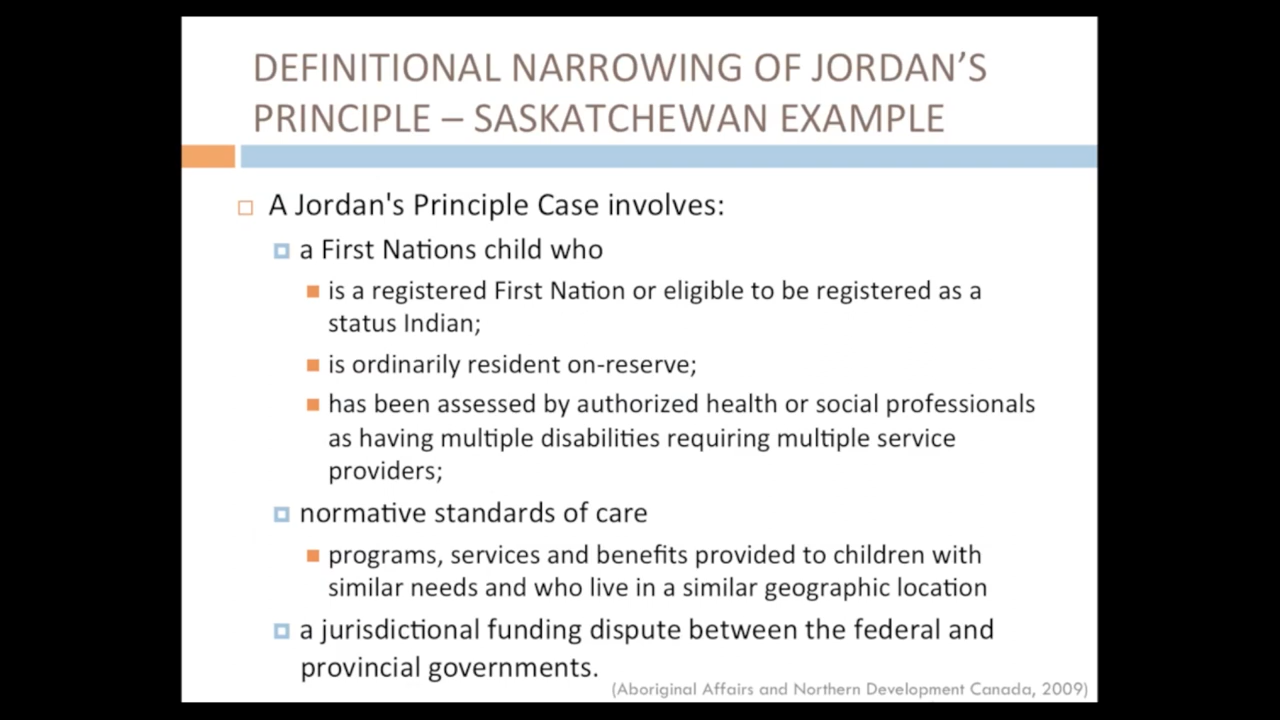 DEFINITIONAL NARROWING OF JORDAN’S
PRINCIPLE – SASKATCHEWAN EXAMPLE
A Jordan's Principle Case involves:
a First Nations child who
is a registered First Nation or eligible to be registered as a
status Indian;
is ordinarily resident on-reserve;
has been assessed by authorized health or social professionals
as having multiple disabilities requiring multiple service
providers;
normative standards of care
programs, services and benefits provided to children with
similar needs and who live in a similar geographic location
a jurisdictional funding dispute between the federal and
provincial governments.
(Aboriginal Affairs and Northern Development Canada, 2009)